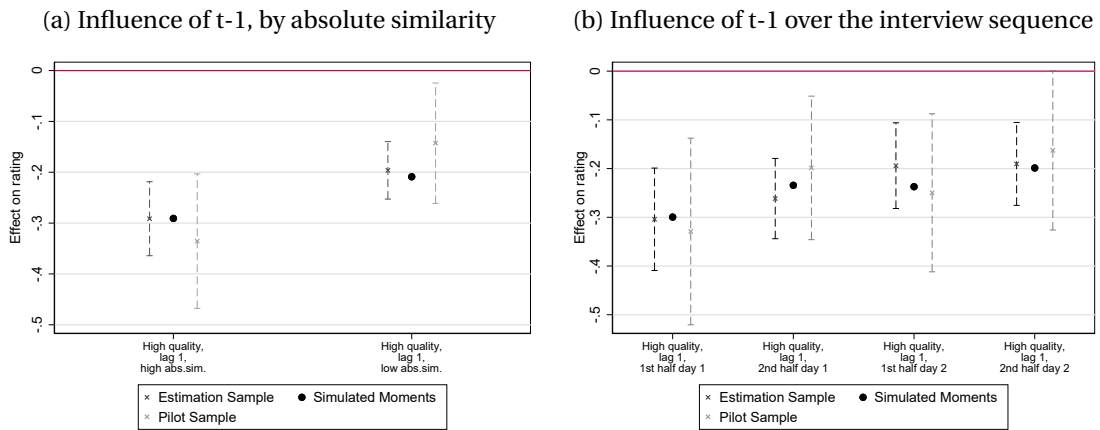 (a) Influence of t-1, by absolute similarity
Effect on rating
0
-.1
-.2
-.3
-.4
-.5
High quality,
lag 1,
high abs.sim.
High quality,
lag 1,
low abs.sim.
Estimation Sample
Simulated Moments
Pilot Sample
(b) Influence of t-1 over the interview sequence
Effect on rating
0
-.1
-.2
-.3
-.4
-.5
High quality,
lag 1,
1st half day 1
High quality,
lag 1,
2nd half day 1
High quality,
lag 1,
1st half day 2
High quality,
lag 1,
2nd half day 2
Estimation Sample
Simulated Moments
Pilot Sample